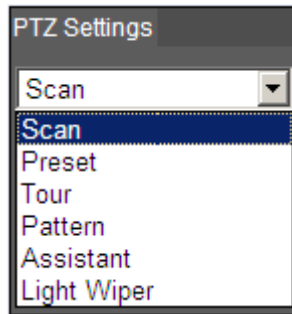 PTZ Settings
Scan
Scan
Preset
Tour
Pattern
Assistant
Light Wiper